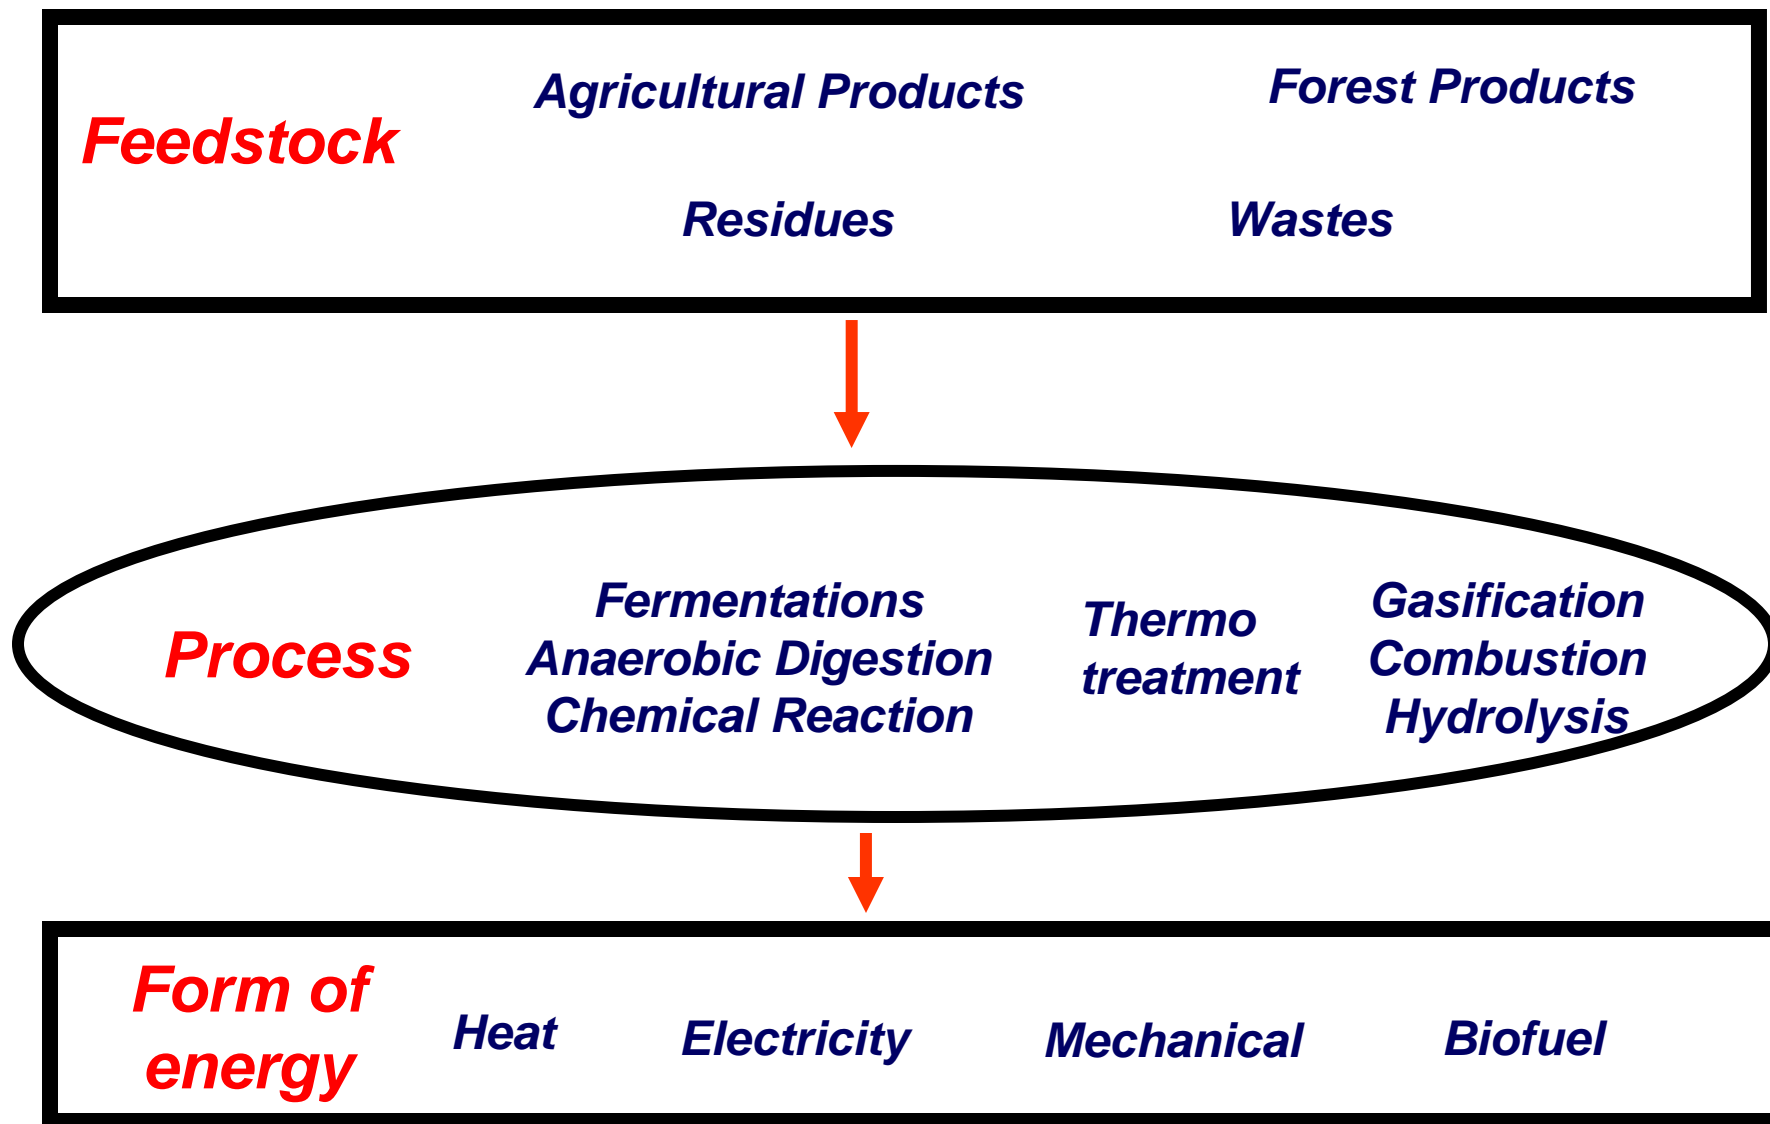 Feedstock
Agricultural Products
Forest Products
Residues
Wastes
Process
Fermentations
Anaerobic Digestion
Chemical Reaction
Thermo
treatment
Gasification
Combustion
Hydrolysis
Form of
energy
Heat
Electricity
Mechanical
Biofuel